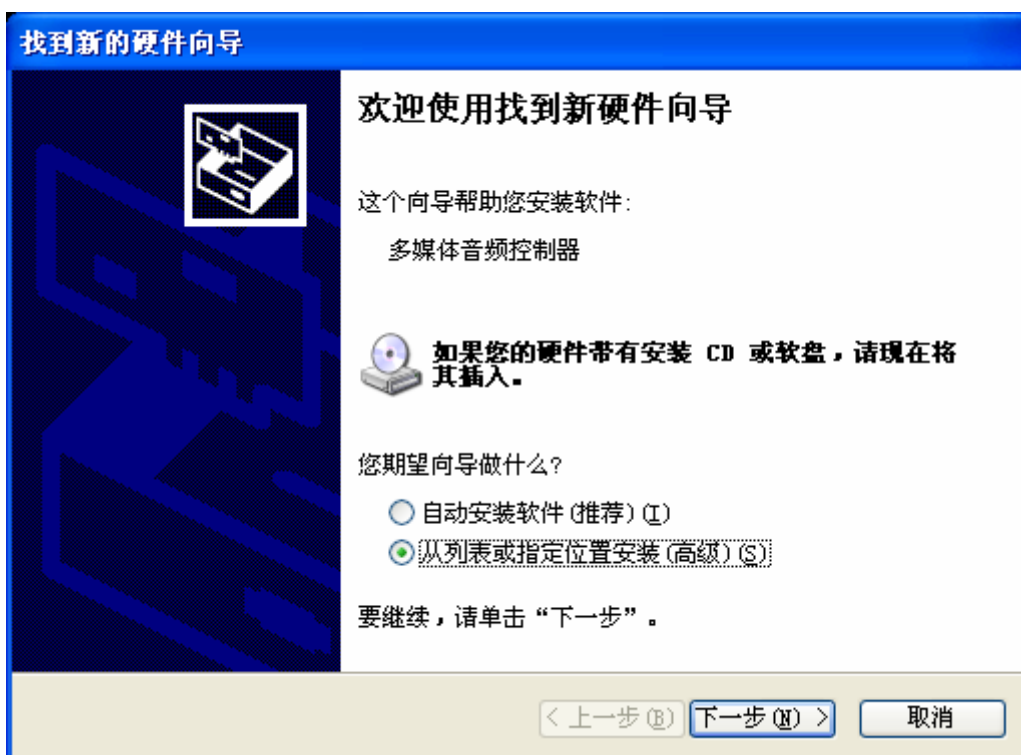 找到新的硬件向导
欢迎使用找到新硬件向导
这个向导帮助您安装软件:
多媒体音频控制器
如果您的硬件带有安装 CD 或软盘，请现在将
其插入。
您期望向导做什么?
自动安装软件(推荐)(I)
从列表或指定位置安装(高级)(S)
要继续，请单击“下一步”。
< 上一步(B) 下一步(N) > 取消